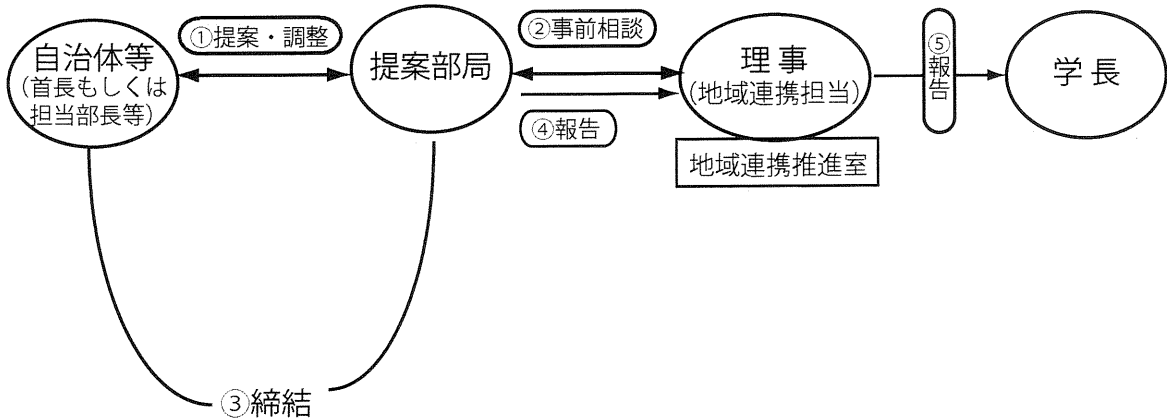 自治体等
(首長もしくは
担当部長等)
①提案・調整
提案部局
②事前相談
④報告
理事
(地域連携担当)
地域連携推進室
⑤報告
学長
③締結